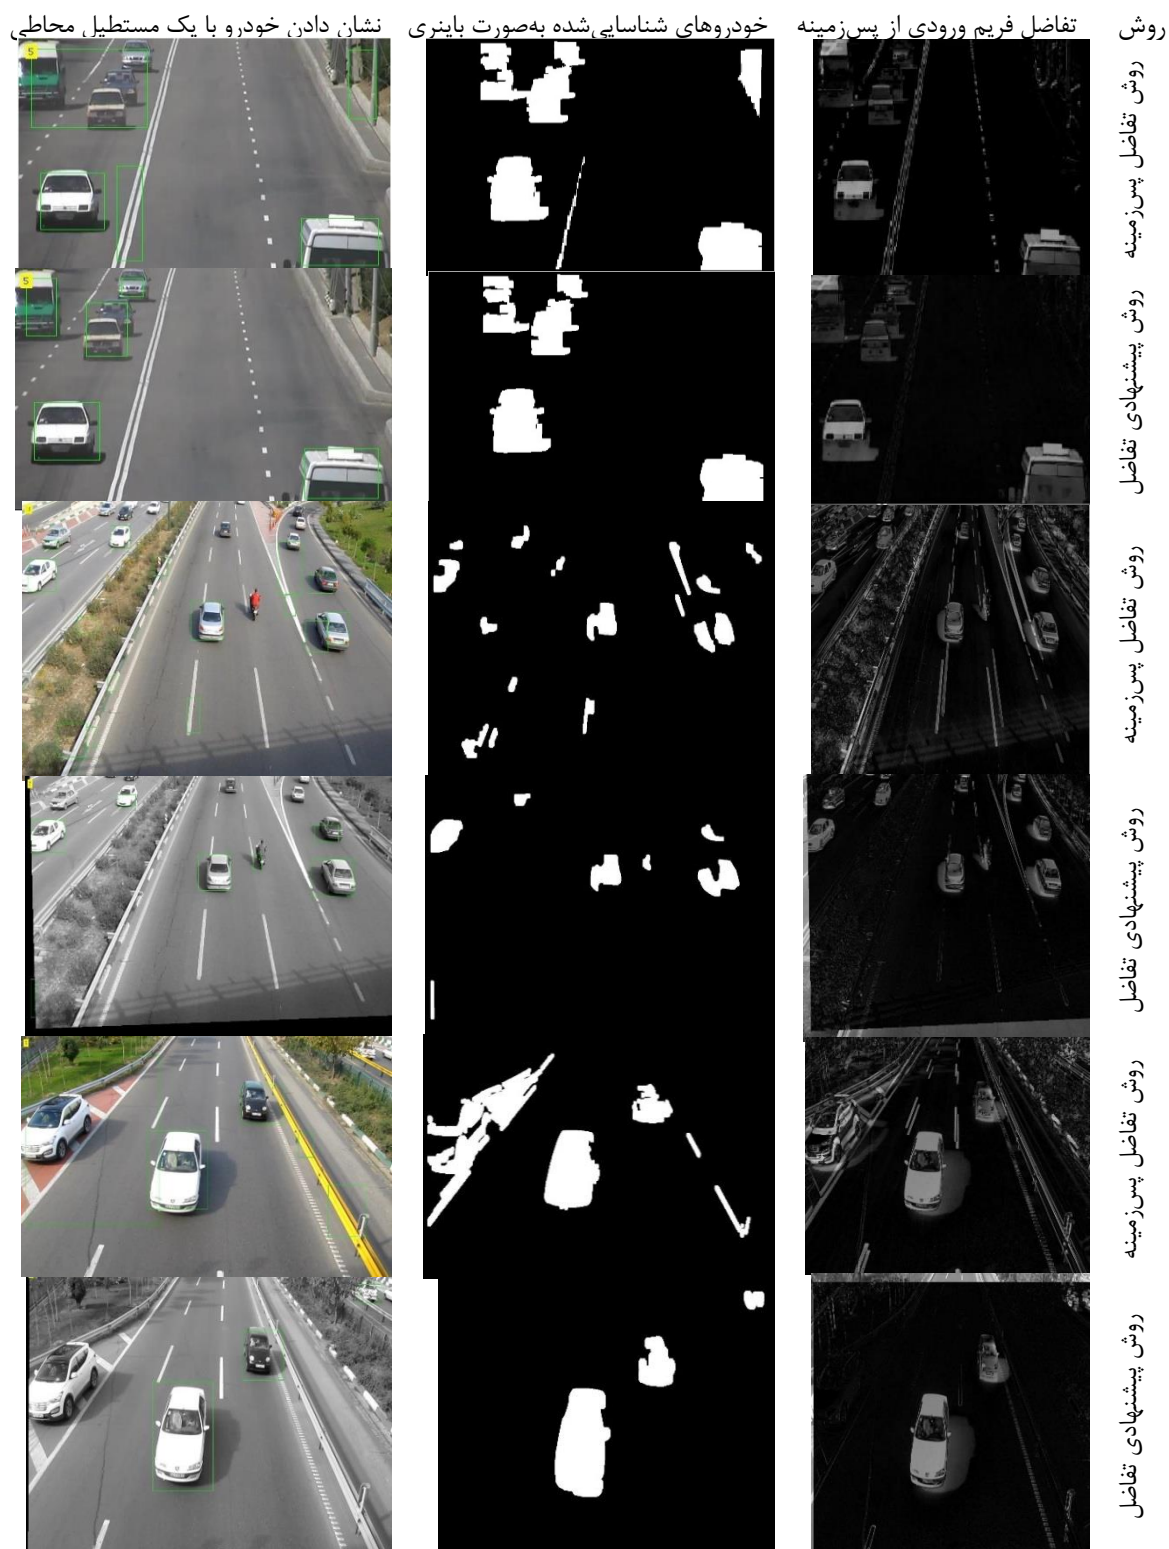 روش
تفاضل فریم ورودی از پس‌زمینه
خودروهای شناسایی‌شده به‌صورت باینری
نشان دادن خودرو با یک مستطیل محاطی
روش تفاضل پس‌زمینه
5
روش پیشنهادی تفاضل
5
روش تفاضل پس‌زمینه
روش پیشنهادی تفاضل
روش تفاضل پس‌زمینه
روش پیشنهادی تفاضل